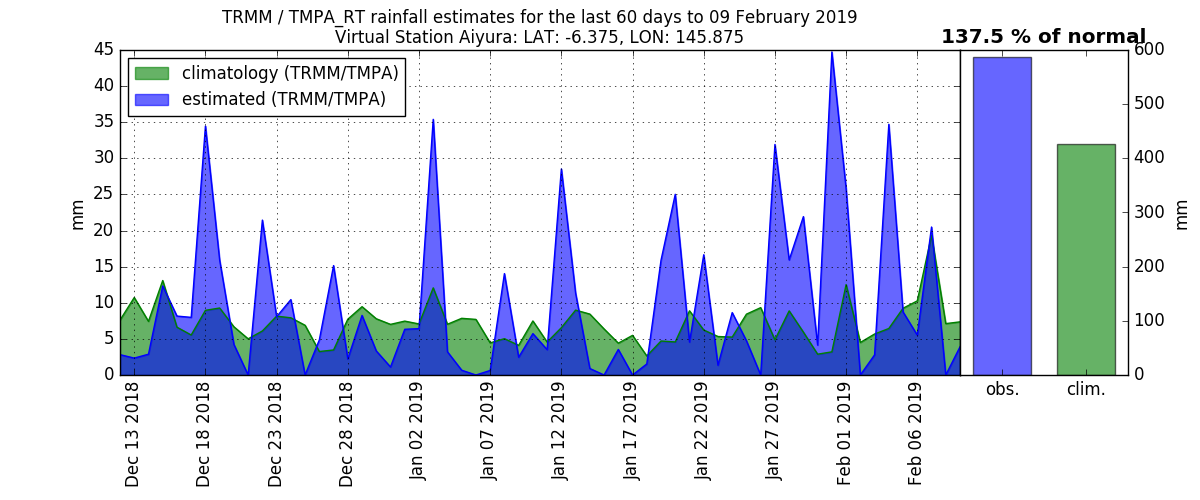 TRMM / TMPA_RT rainfall estimates for the last 60 days to 09 February 2019
Virtual Station Aiyura: LAT: -6.375, LON: 145.875
137.5 % of normal
climatology (TRMM/TMPA)
estimated (TRMM/TMPA)
45
40
35
30
25
20
15
10
5
0
mm
Dec 13 2018
Dec 18 2018
Dec 23 2018
Dec 28 2018
Jan 02 2019
Jan 07 2019
Jan 12 2019
Jan 17 2019
Jan 22 2019
Jan 27 2019
Feb 01 2019
Feb 06 2019
600
500
400
300
200
100
0
mm
obs.
clim.